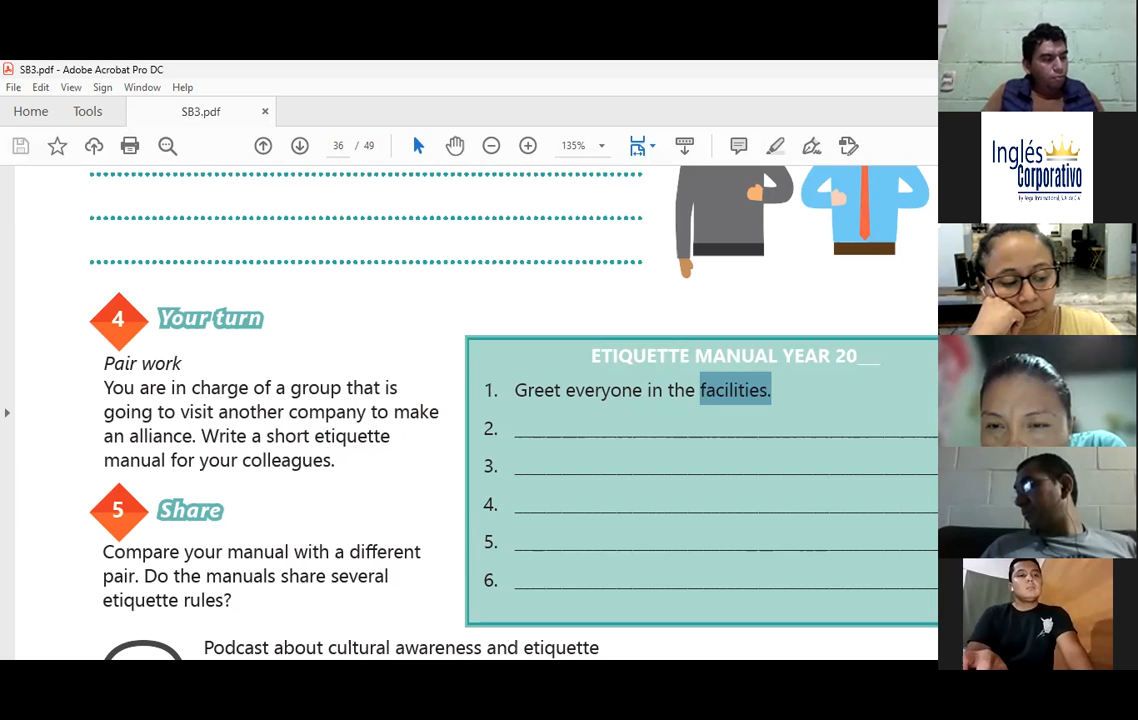 SB3.pdf - Adobe Acrobat Pro DC
File Edit View Sign Window Help
Home Tools SB3.pdf ×
36 / 49 135%
4 Your turn
Pair work
You are in charge of a group that is
going to visit another company to make
an alliance. Write a short etiquette
manual for your colleagues.
5 Share
Compare your manual with a different
pair. Do the manuals share several
etiquette rules?
ETIQUETTE MANUAL YEAR 20___
1. Greet everyone in the facilities.
2.
3.
4.
5.
6.
Podcast about cultural awareness and etiquette
Inglés
Corporativo